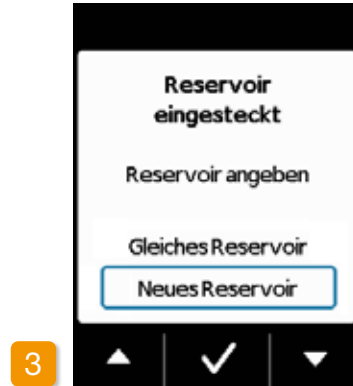 Reservoir
eingesteckt
Reservoir angeben
Gleiches Reservoir
Neues Reservoir
3